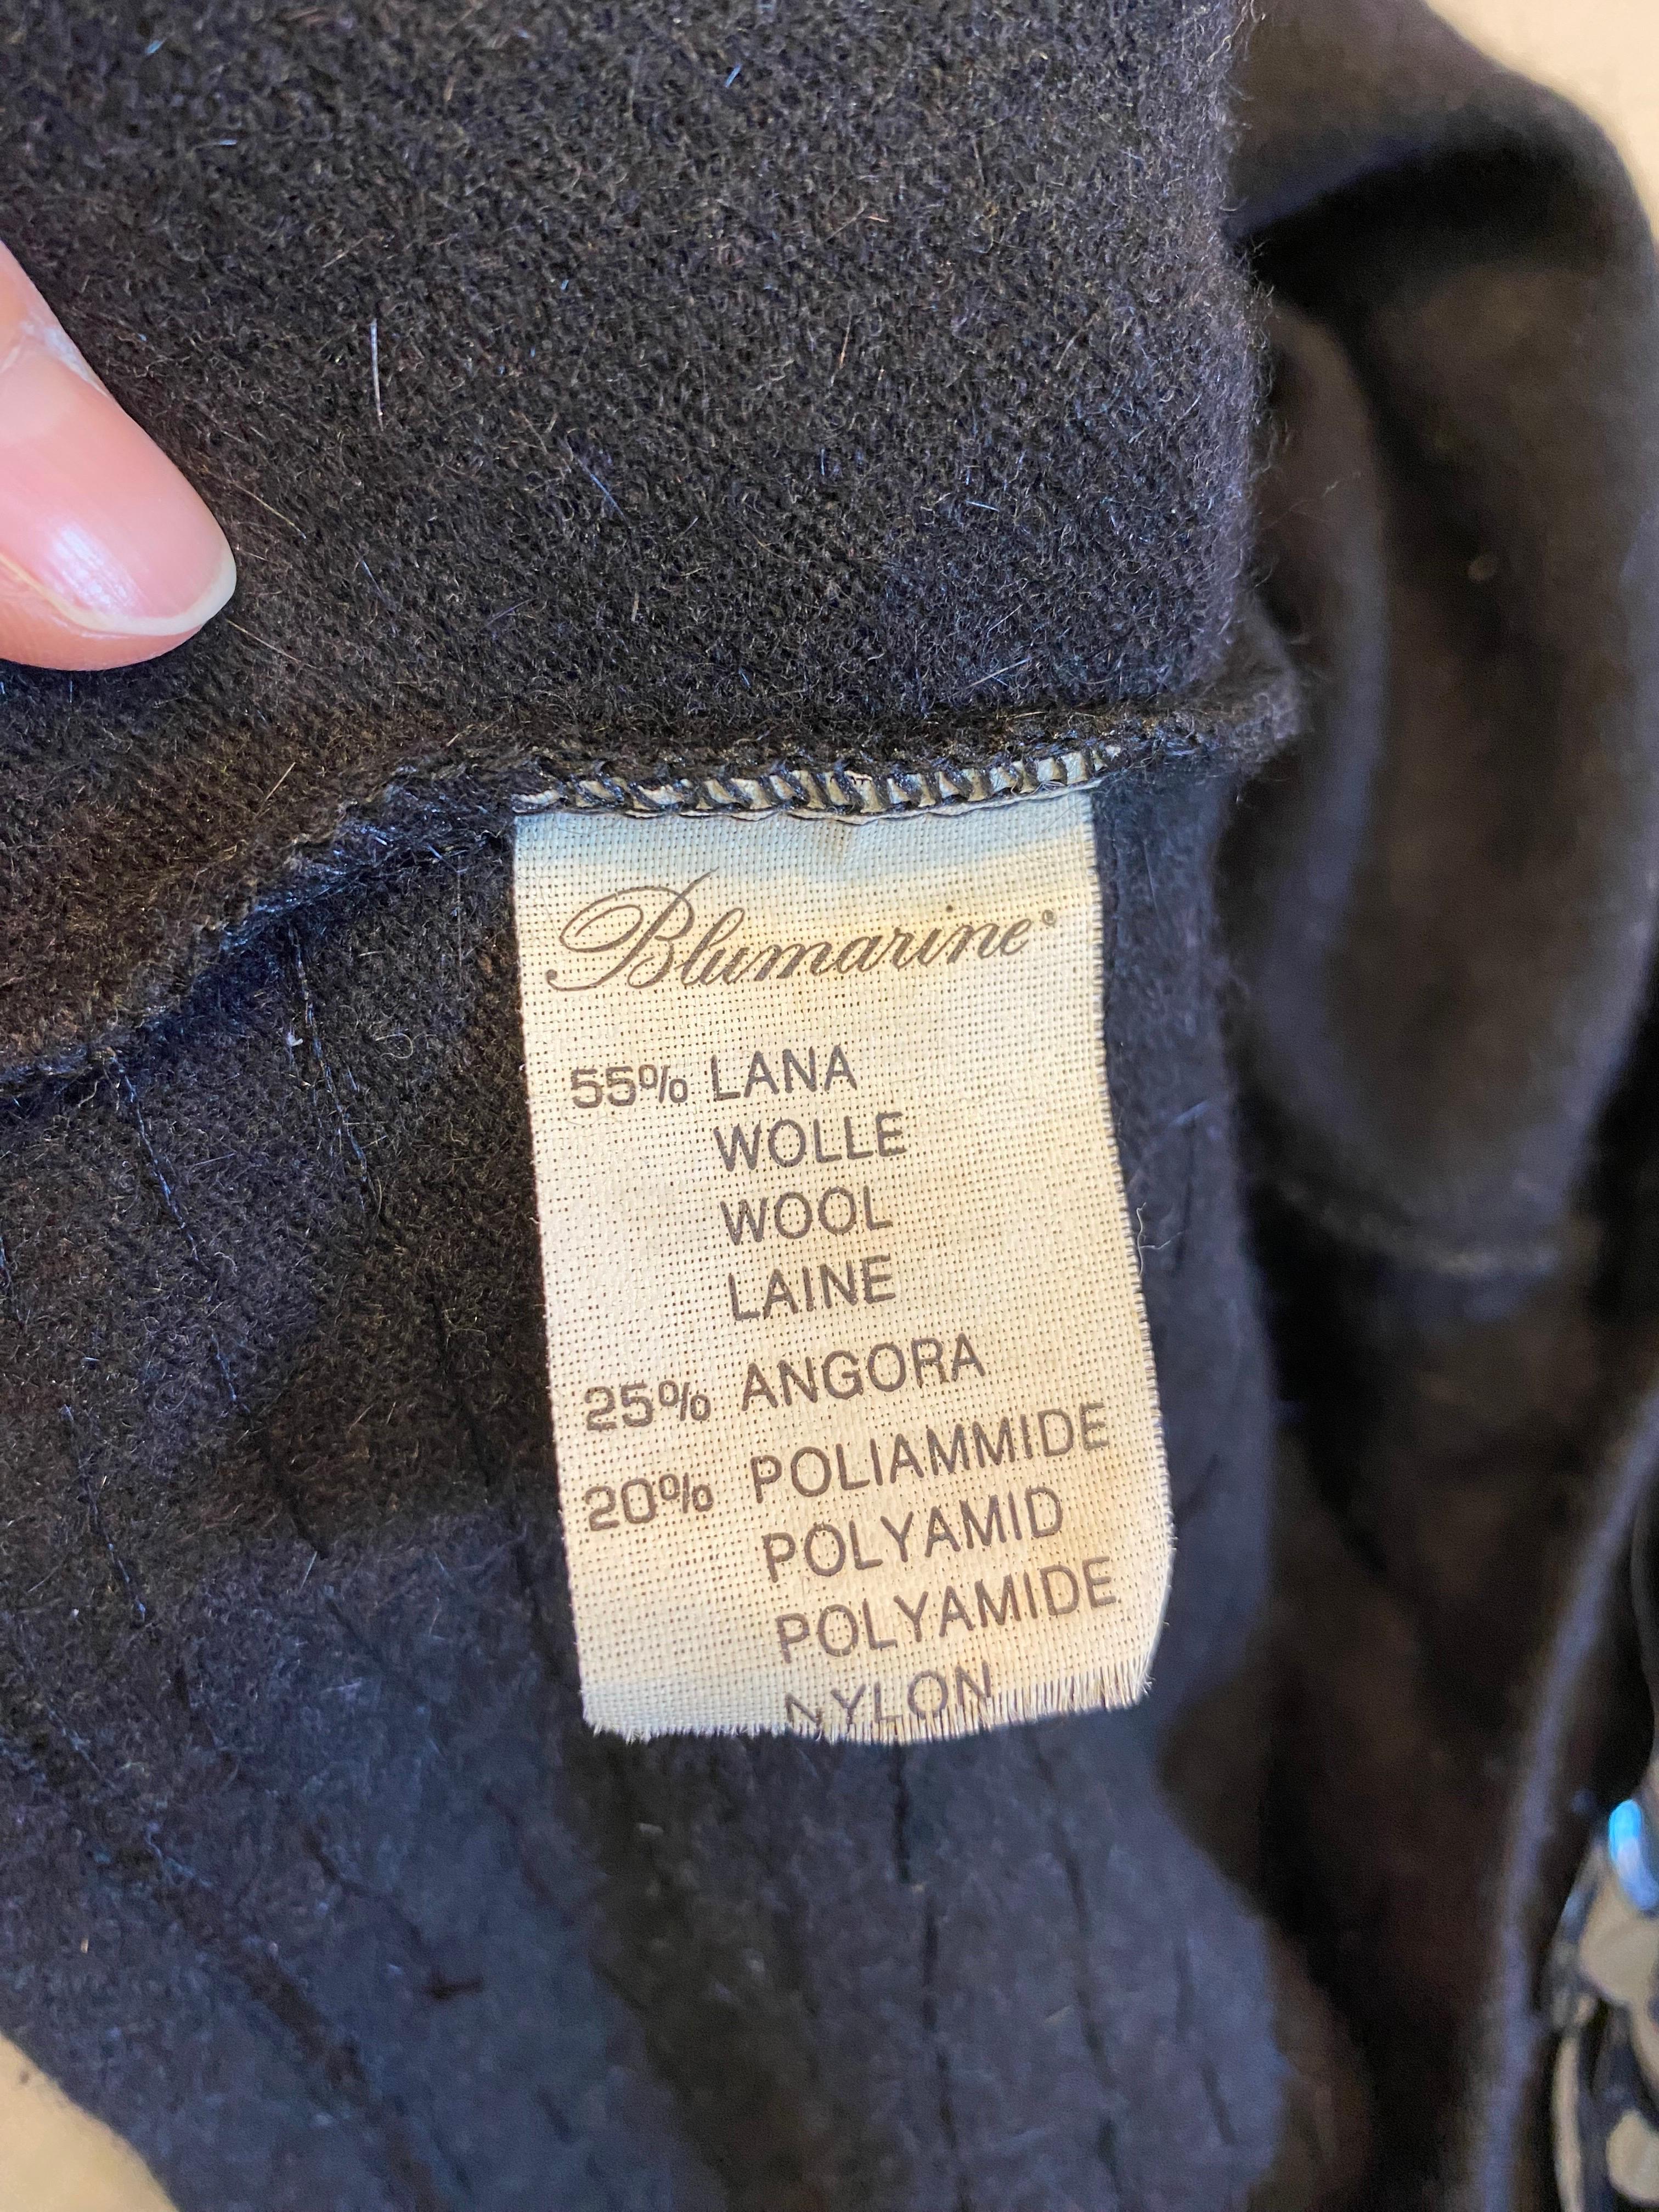 Blumarine®
55% LANA
WOLLE
WOOL
LAINE
25% ANGORA
20% POLIAMMIDE
POLYAMID
POLYAMIDE
NYLON